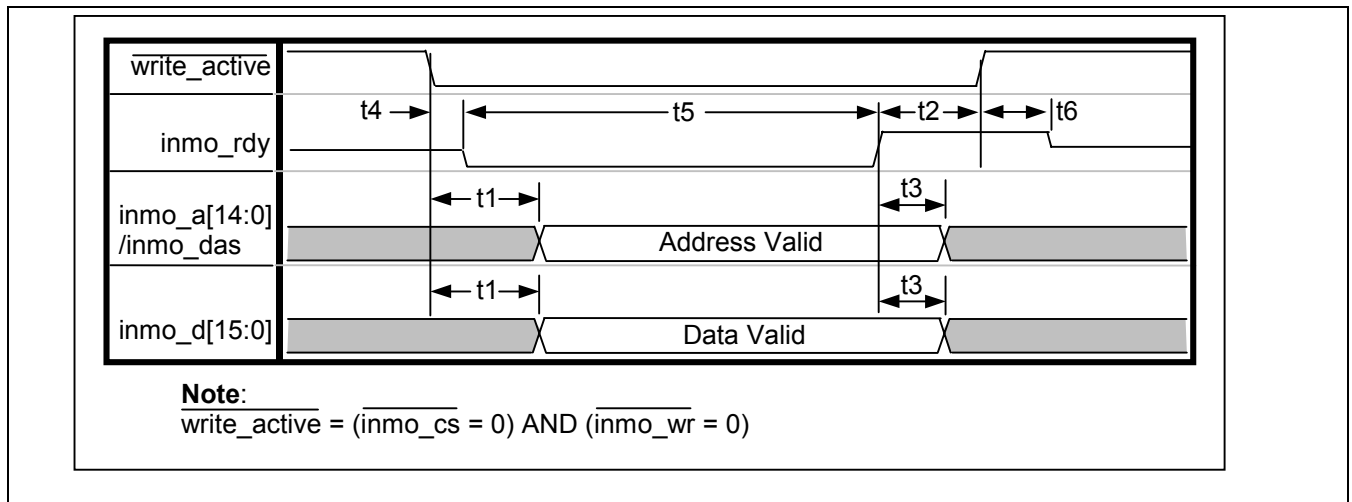 write_active
t4 t5 t2 t6
inmo_rdy
t1 t3
inmo_a[14:0]
/inmo_das Address Valid
t1 t3
inmo_d[15:0] Data Valid
Note:
write_active = (inmo_cs = 0) AND (inmo_wr = 0)